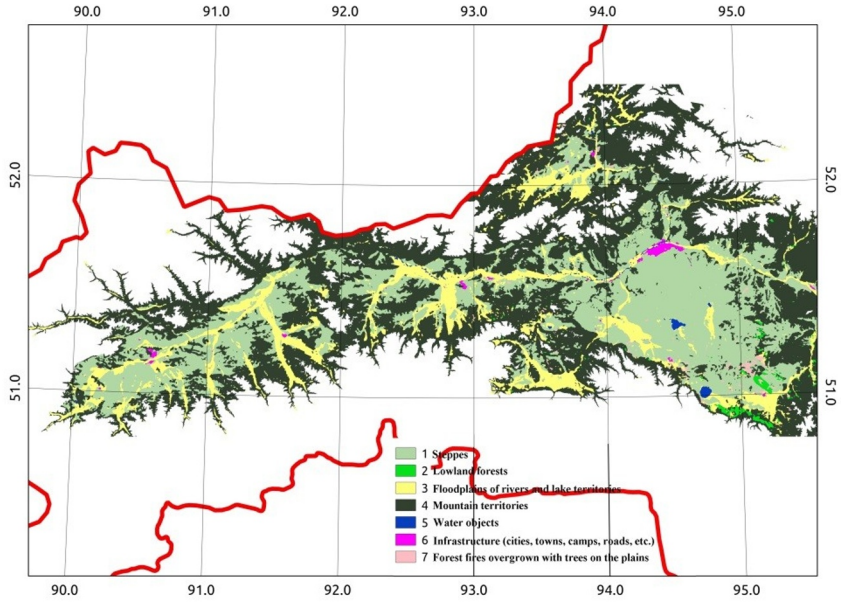 90.0 91.0 92.0 93.0 94.0 95.0
52.0 52.0
51.0 51.0
1 Steppes
2 Lowland forests
3 Floodplains of rivers and lake territories
4 Mountain territories
5 Water objects
6 Infrastructure (cities, towns, camps, roads, etc.)
7 Forest fires overgrown with trees on the plains
90.0 91.0 92.0 93.0 94.0 95.0